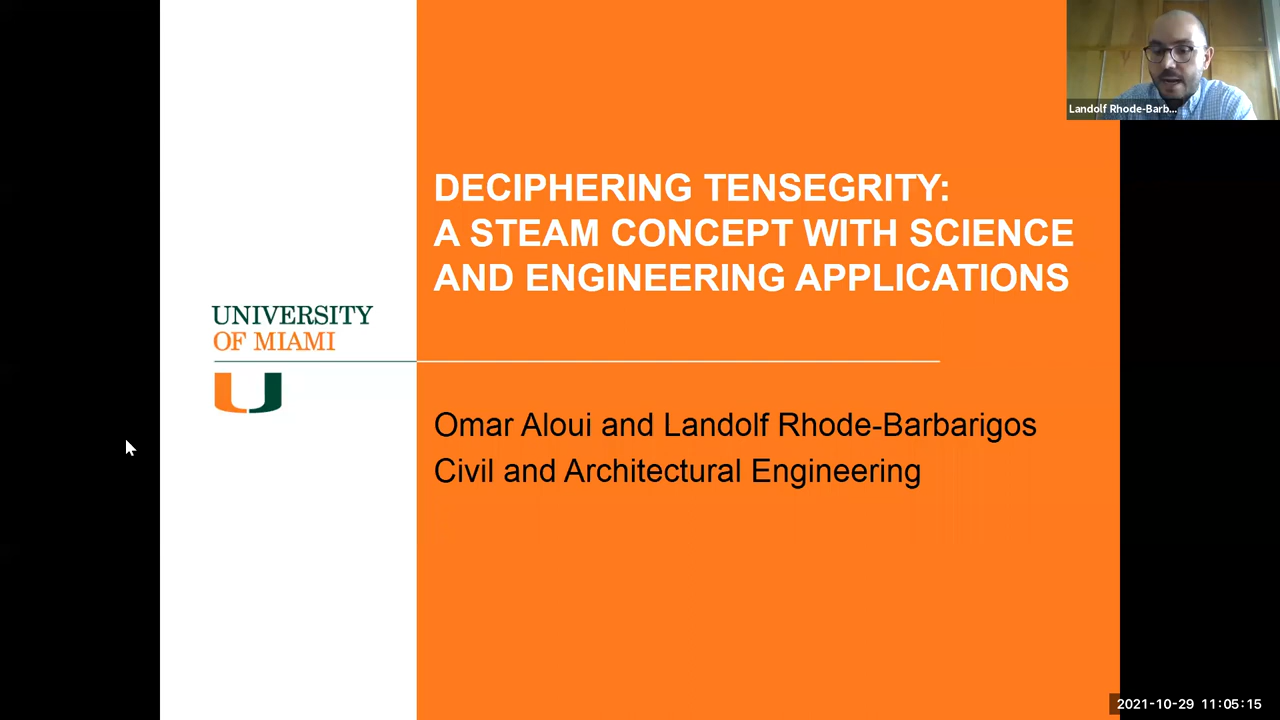 Landolf Rhode-Barb...
DECIPHERING TENSEGRITY:
A STEAM CONCEPT WITH SCIENCE
AND ENGINEERING APPLICATIONS
UNIVERSITY
OF MIAMI
Omar Aloui and Landolf Rhode-Barbarigos
Civil and Architectural Engineering
2021-10-29 11:05:15